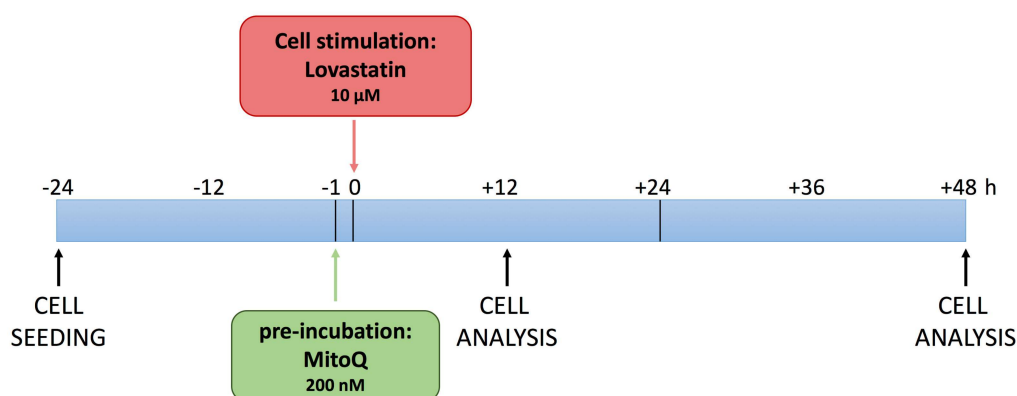 Cell stimulation:
Lovastatin
10 µM
-24 -12 -1 0 +12 +24 +36 +48 h
CELL
SEEDING
pre-incubation:
MitoQ
200 nM
CELL
ANALYSIS
CELL
ANALYSIS